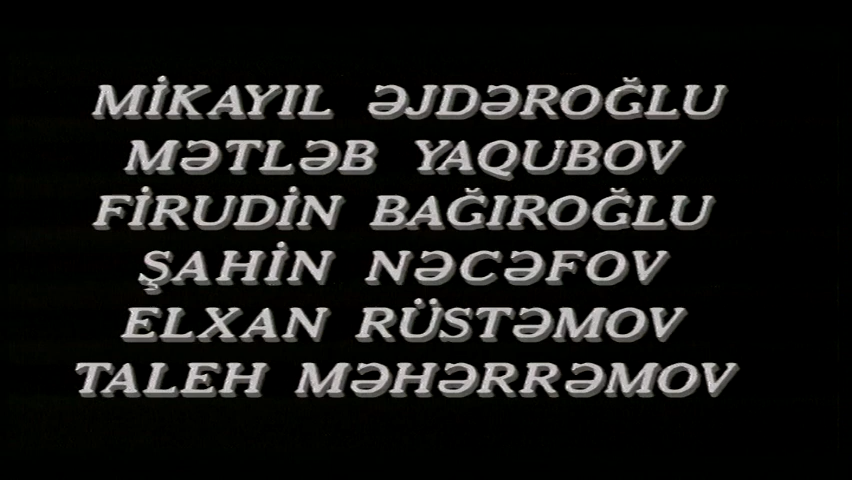 MİKAYIL ƏJDƏROĞLU
MƏTLƏB YAQUBOV
FİRUDİN BAĞIROĞLU
ŞAHİN NƏCƏFOV
ELXAN RÜSTƏMOV
TALEH MƏHƏRRƏMOV